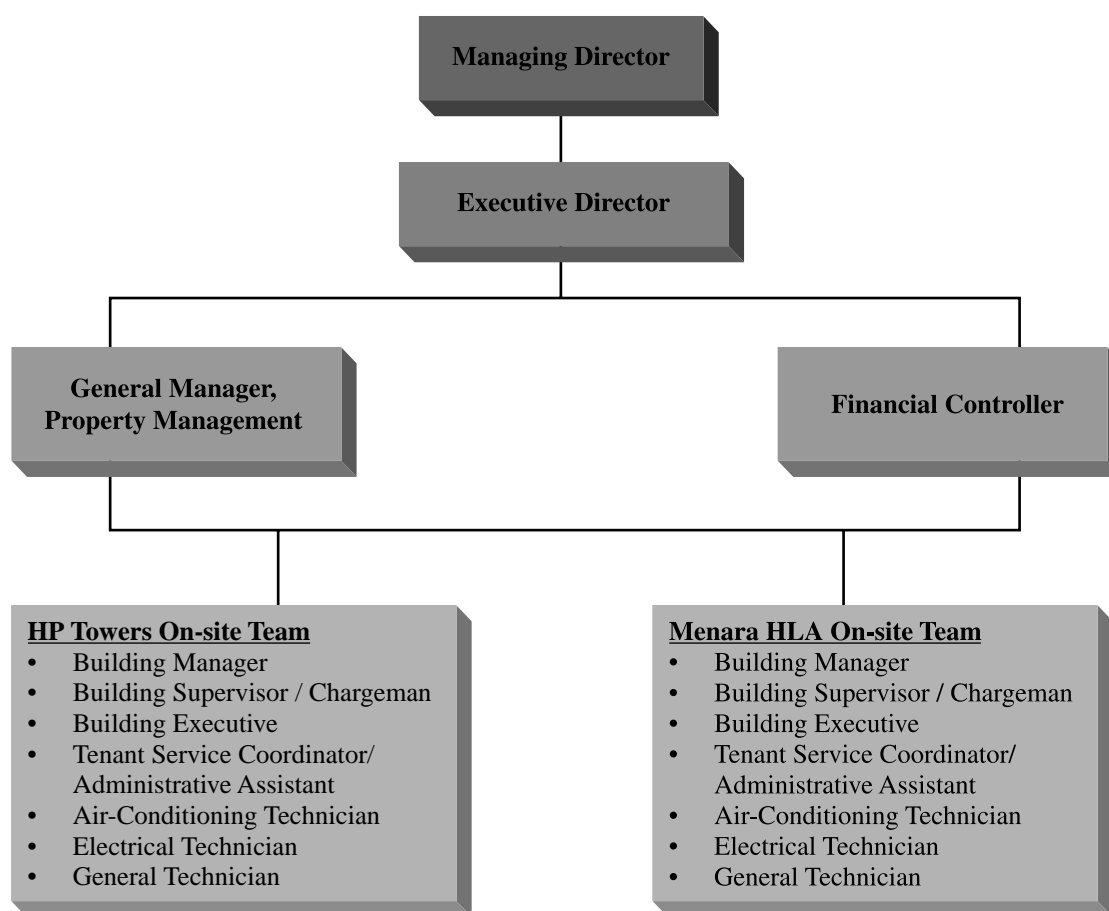 Managing Director
Executive Director
General Manager,
Property Management
Financial Controller
HP Towers On-site Team
• Building Manager
• Building Supervisor / Chargeman
• Building Executive
• Tenant Service Coordinator/
Administrative Assistant
• Air-Conditioning Technician
• Electrical Technician
• General Technician
Menara HLA On-site Team
• Building Manager
• Building Supervisor / Chargeman
• Building Executive
• Tenant Service Coordinator/
Administrative Assistant
• Air-Conditioning Technician
• Electrical Technician
• General Technician